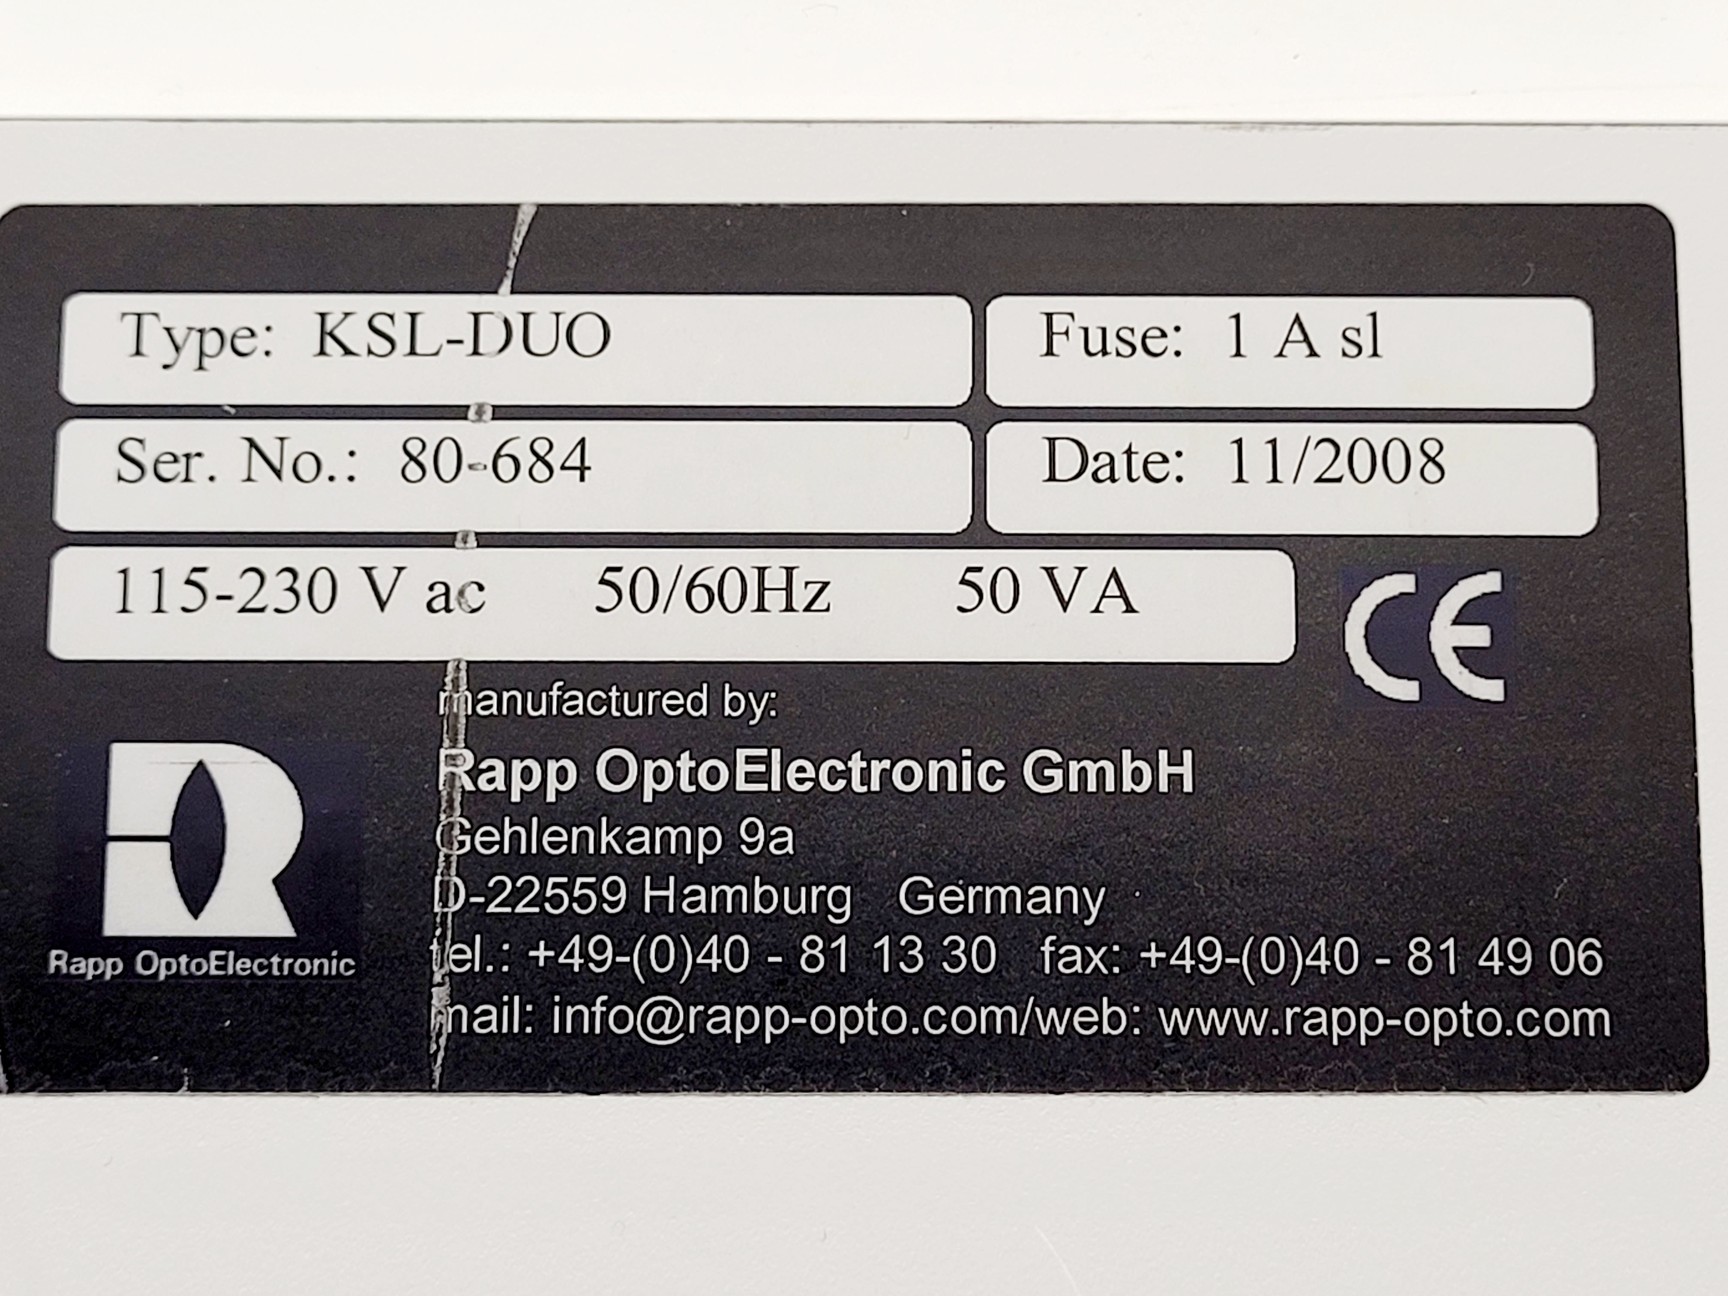 Type: KSL-DUO
Fuse: 1 A sl
Ser. No.: 80-684
Date: 11/2008
115-230 V ac 50/60Hz 50 VA
CE
manufactured by:
Rapp OptoElectronic GmbH
Gehlenkamp 9a
D-22559 Hamburg Germany
tel.: +49-(0)40 - 81 13 30 fax: +49-(0)40 - 81 49 06
mail: info@rapp-opto.com/web: www.rapp-opto.com
R
Rapp OptoElectronic